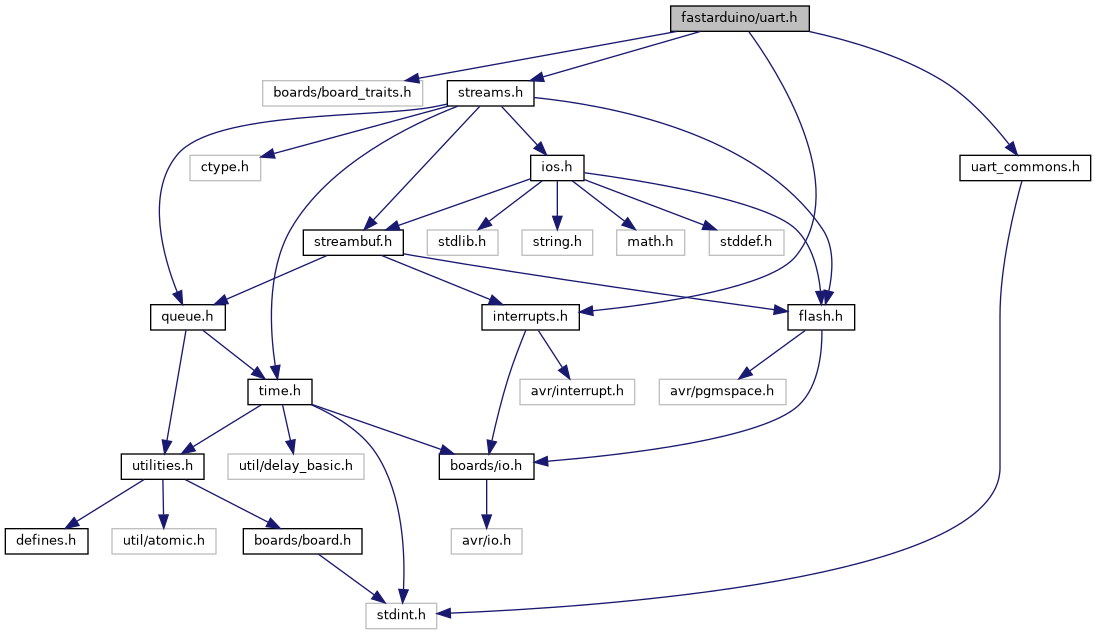 fastarduino/uart.h
boards/board_traits.h
streams.h
ctype.h
ios.h
uart_commons.h
streambuf.h
stdlib.h
string.h
math.h
stddef.h
queue.h
interrupts.h
flash.h
time.h
avr/interrupt.h
avr/pgmspace.h
utilities.h
util/delay_basic.h
boards/io.h
defines.h
util/atomic.h
boards/board.h
avr/io.h
stdint.h